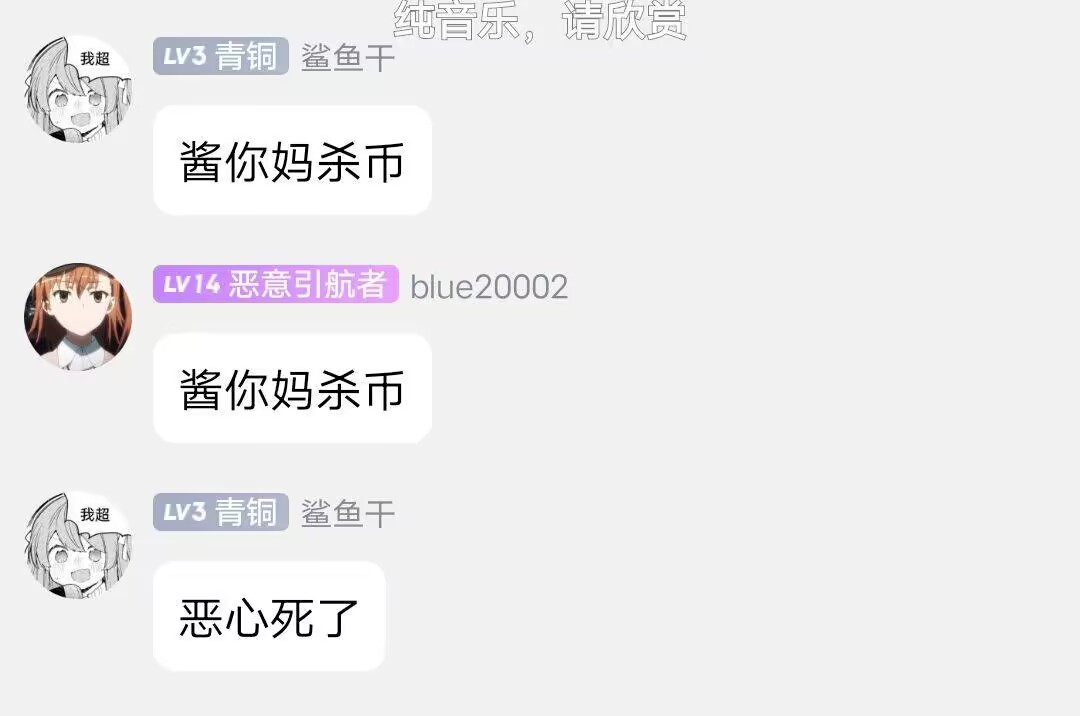 纯音乐，请欣赏
我超
LV3 青铜 鲨鱼干
酱你妈杀币
LV14 恶意引航者 blue20002
酱你妈杀币
我超
LV3 青铜 鲨鱼干
恶心死了